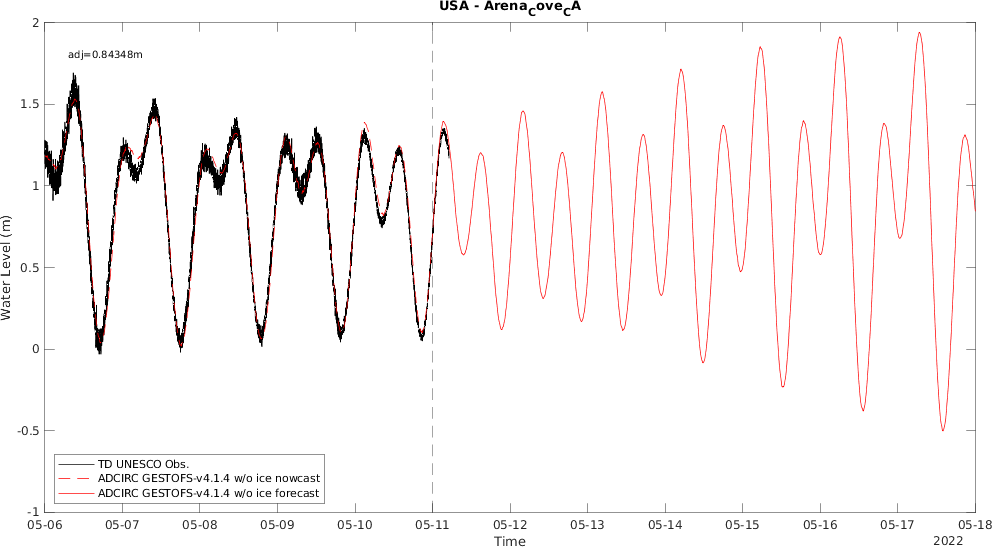 USA - Arena_Cove_CA
adj=0.84348m
2
1.5
1
0.5
0
-0.5
-1
Water Level (m)
TD UNESCO Obs.
ADCIRC GESTOFS-v4.1.4 w/o ice nowcast
ADCIRC GESTOFS-v4.1.4 w/o ice forecast
05-06 05-07 05-08 05-09 05-10 05-11 05-12 05-13 05-14 05-15 05-16 05-17 05-18
Time
2022